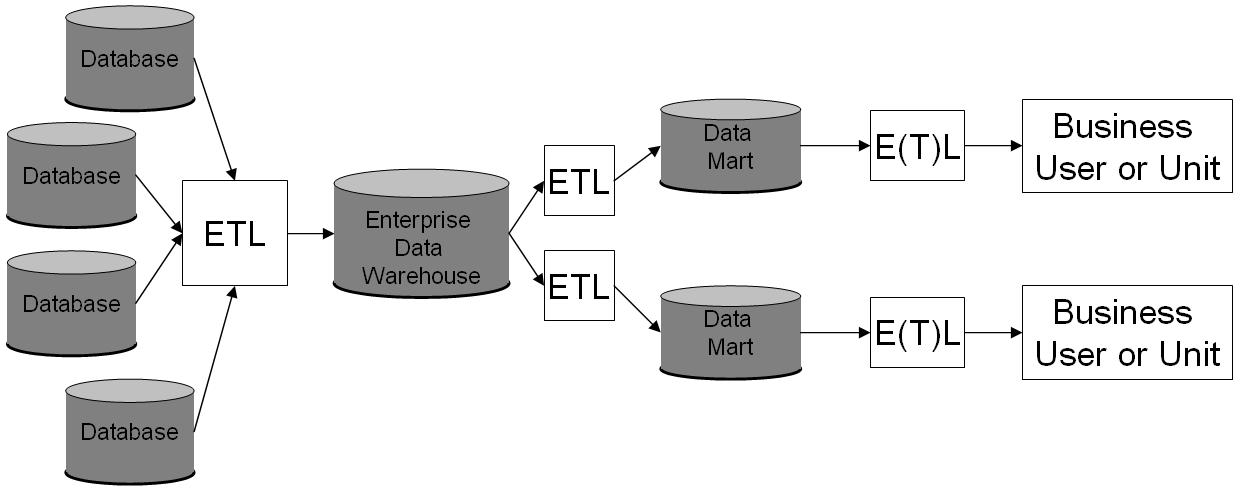 Database
Database
Database
Database
ETL
Enterprise
Data
Warehouse
ETL
ETL
Data
Mart
E(T)L
Business
User or Unit
Data
Mart
E(T)L
Business
User or Unit